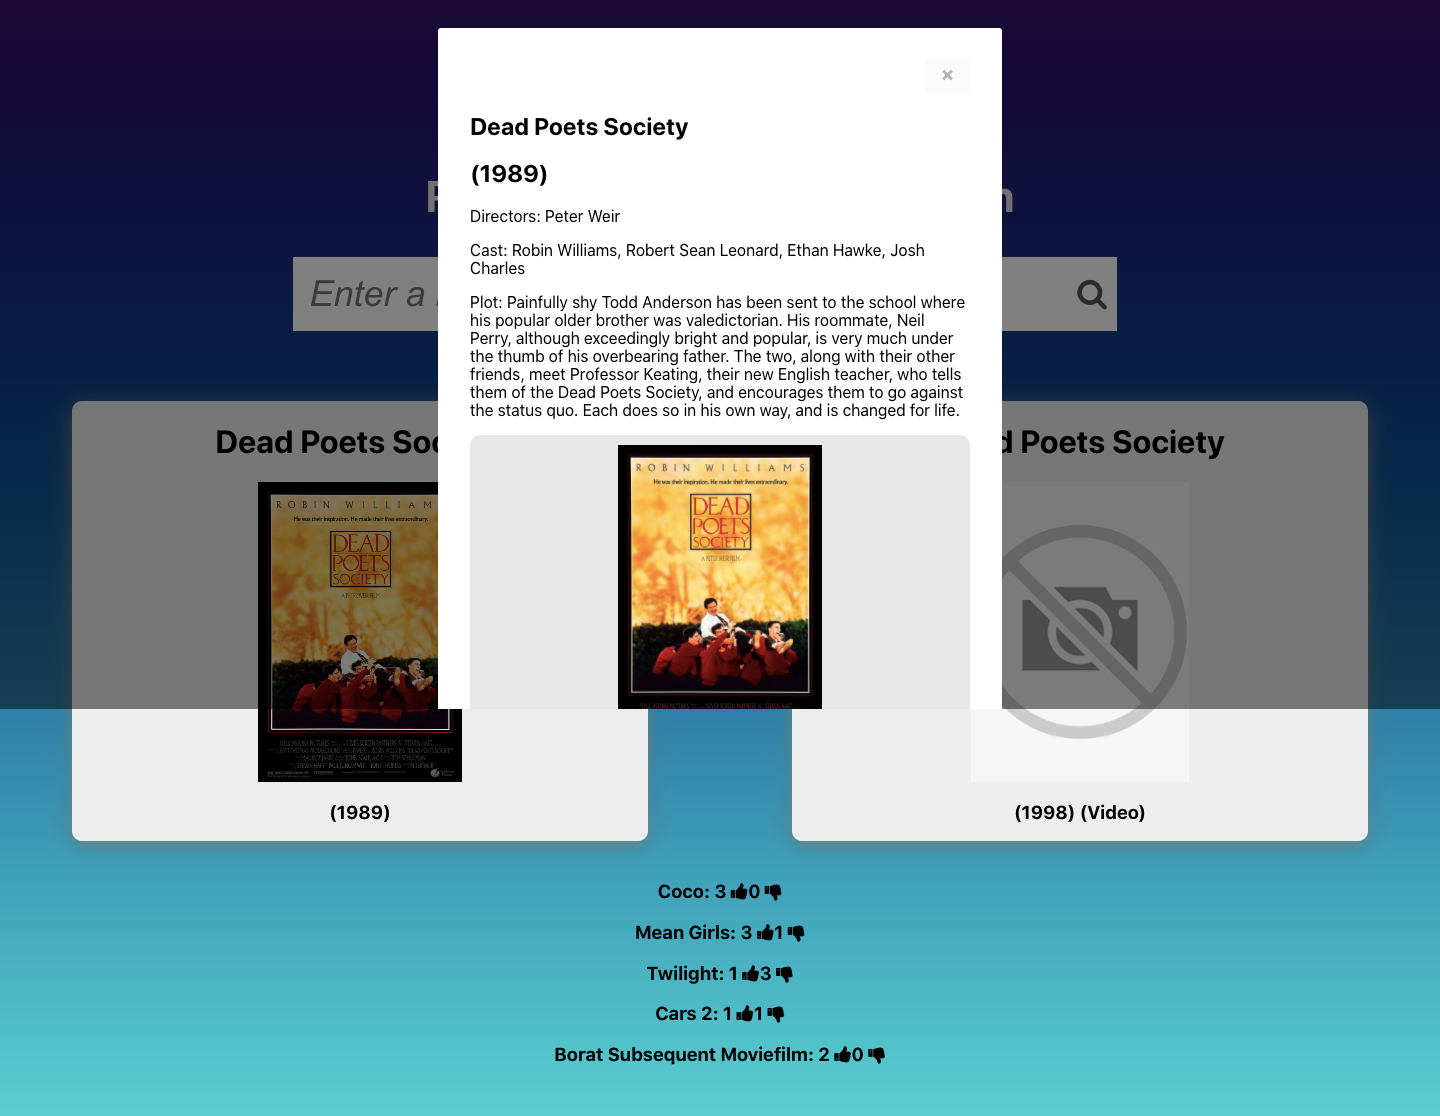 ×
Dead Poets Society
(1989)
Directors: Peter Weir
Cast: Robin Williams, Robert Sean Leonard, Ethan Hawke, Josh
Charles
Plot: Painfully shy Todd Anderson has been sent to the school where
his popular older brother was valedictorian. His roommate, Neil
Perry, although exceedingly bright and popular, is very much under
the thumb of his overbearing father. The two, along with their other
friends, meet Professor Keating, their new English teacher, who tells
them of the Dead Poets Society, and encourages them to go against
the status quo. Each does so in his own way, and is changed for life.
ROBIN WILLIAMS
He was their inspiration. He made their lives extraordinary.
DEAD
POETS
SOCIETY
A PETER WEIR FILM
Enter a
Dead Poets Soc
ROBIN WILLIAM
He was their inspiration. He made their lives extraordinary.
DEAD
POETS
SOCIETY
A PETER WEIR FILM
(1989)
d Poets Society
(1998) (Video)
Coco: 3 0
Mean Girls: 3 1
Twilight: 1 3
Cars 2: 1 1
Borat Subsequent Moviefilm: 2 0